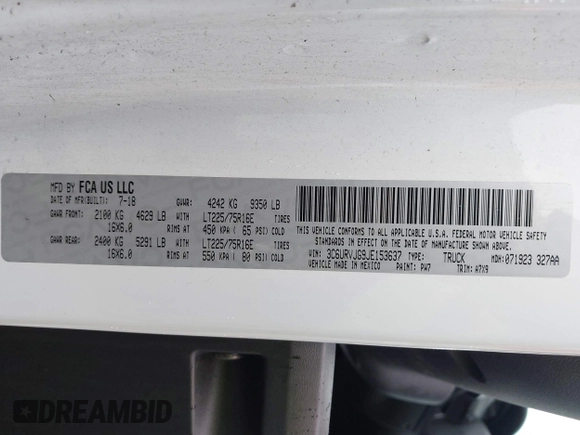 MFD BY FCA US LLC
DATE OF MFR(BUILT): 7-18 GVWR: 4242 KG 9350 LB
GAWR FRONT: 2100 KG 4629 LB WITH LT225/75R16E TIRES
16X6.0 RIMS AT 450 KPA ( 65 PSI) COLD
GAWR REAR: 2400 KG 5291 LB WITH LT225/75R16E TIRES
16X6.0 RIMS AT 550 KPA ( 80 PSI) COLD
THIS VEHICLE CONFORMS TO ALL APPLICABLE U.S.A. FEDERAL MOTOR VEHICLE SAFETY
STANDARDS IN EFFECT ON THE DATE OF MANUFACTURE SHOWN ABOVE.
VIN: 3C6URVJG3JE153637 TYPE: TRUCK MDH:071923 327AA
VEHICLE MADE IN MEXICO PAINT: PW7 TRIM: A7X9
DREAMBID